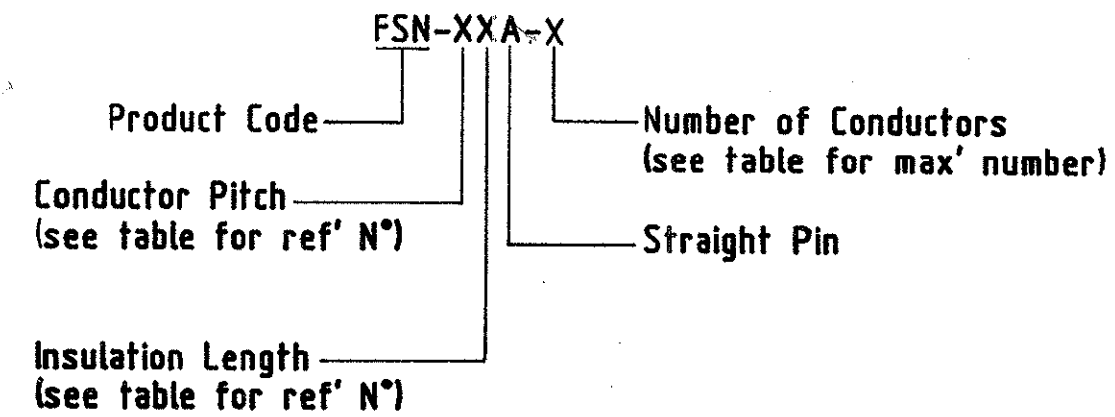 FSN-XXA-X
Product Code
Number of Conductors
(see table for max' number)
Conductor Pitch
(see table for ref' N°)
Straight Pin
Insulation Length
(see table for ref' N°)